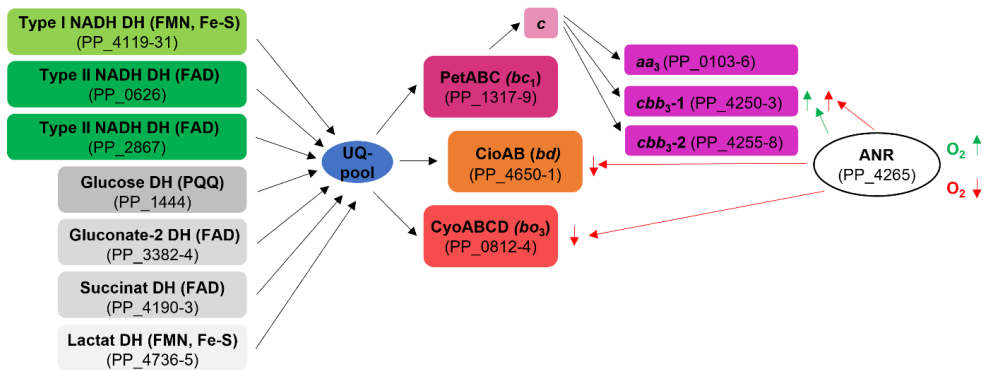 Type I NADH DH (FMN, Fe-S)
(PP_4119-31)
Type II NADH DH (FAD)
(PP_0626)
Type II NADH DH (FAD)
(PP_2867)
Glucose DH (PQQ)
(PP_1444)
Gluconate-2 DH (FAD)
(PP_3382-4)
Succinat DH (FAD)
(PP_4190-3)
Lactat DH (FMN, Fe-S)
(PP_4736-5)
UQ-
pool
c
PetABC (bc₁)
(PP_1317-9)
CioAB (bd)
(PP_4650-1)
CyoABCD (bo₃)
(PP_0812-4)
aa₃ (PP_0103-6)
cbb₃-1 (PP_4250-3)
cbb₃-2 (PP_4255-8)
ANR
(PP_4265)
O₂
O₂